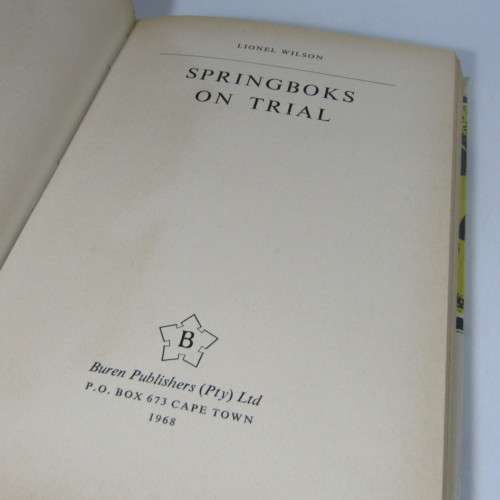 LIONEL WILSON
SPRINGBOKS
ON TRIAL
B
Buren Publishers (Pty) Ltd
P.O. BOX 673 CAPE TOWN
1968